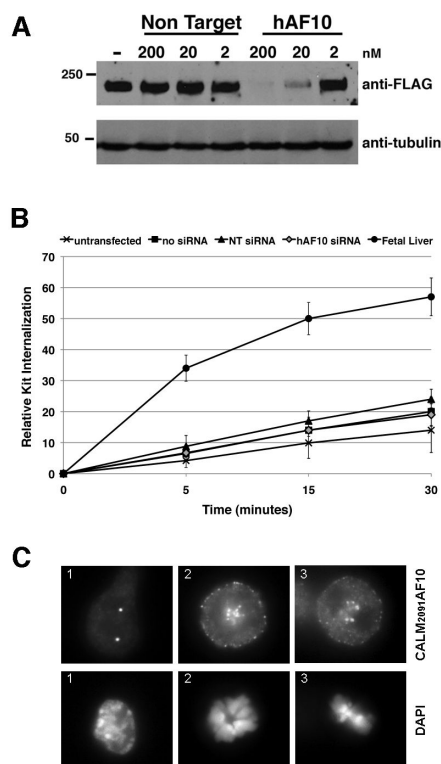 A
Non Target hAF10
– 200 20 2 200 20 2 nM
250 anti-FLAG
50 anti-tubulin
B
untransfected no siRNA NT siRNA hAF10 siRNA Fetal Liver
70
60
50
40
30
20
10
0
Relative Kit Internalization
0 5 15 30
Time (minutes)
C
1 2 3
CALM2091AF10
1 2 3
DAPI